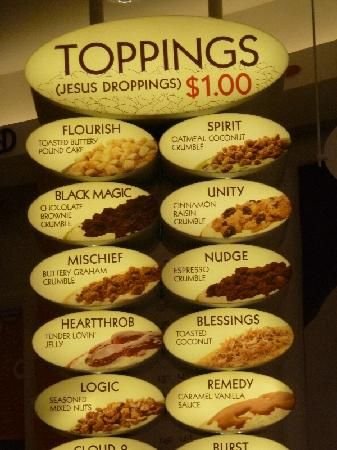 TOPPINGS
(JESUS DROPPINGS) $1.00
FLOURISH
TOASTED BUTTERY
POUND CAKE
SPIRIT
OATMEAL COCONUT
CRUMBLE
BLACK MAGIC
CHOCOLATE
BROWNIE
CRUMBLE
UNITY
CINNAMON
RAISIN
CRUMBLE
MISCHIEF
BUTTERY GRAHAM
CRUMBLE
NUDGE
ESPRESSO
CRUMBLE
HEARTTHROB
TENDER LOVIN'
JELLY
BLESSINGS
TOASTED
COCONUT
LOGIC
SEASONED
MIXED NUTS
REMEDY
CARAMEL VANILLA
SAUCE
CLOUD 9
BURST